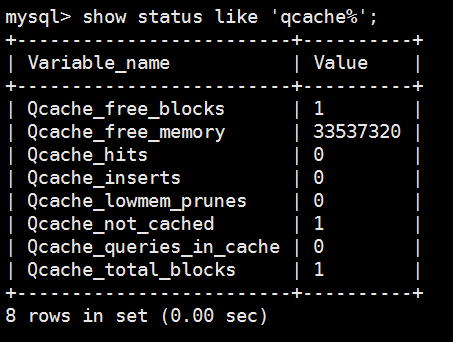 mysql> show status like 'qcache%';
+-------------------------+----------+
| Variable_name           | Value    |
+-------------------------+----------+
| Qcache_free_blocks      | 1        |
| Qcache_free_memory      | 33537320 |
| Qcache_hits             | 0        |
| Qcache_inserts          | 0        |
| Qcache_lowmem_prunes    | 0        |
| Qcache_not_cached       | 1        |
| Qcache_queries_in_cache | 0        |
| Qcache_total_blocks     | 1        |
+-------------------------+----------+
8 rows in set (0.00 sec)